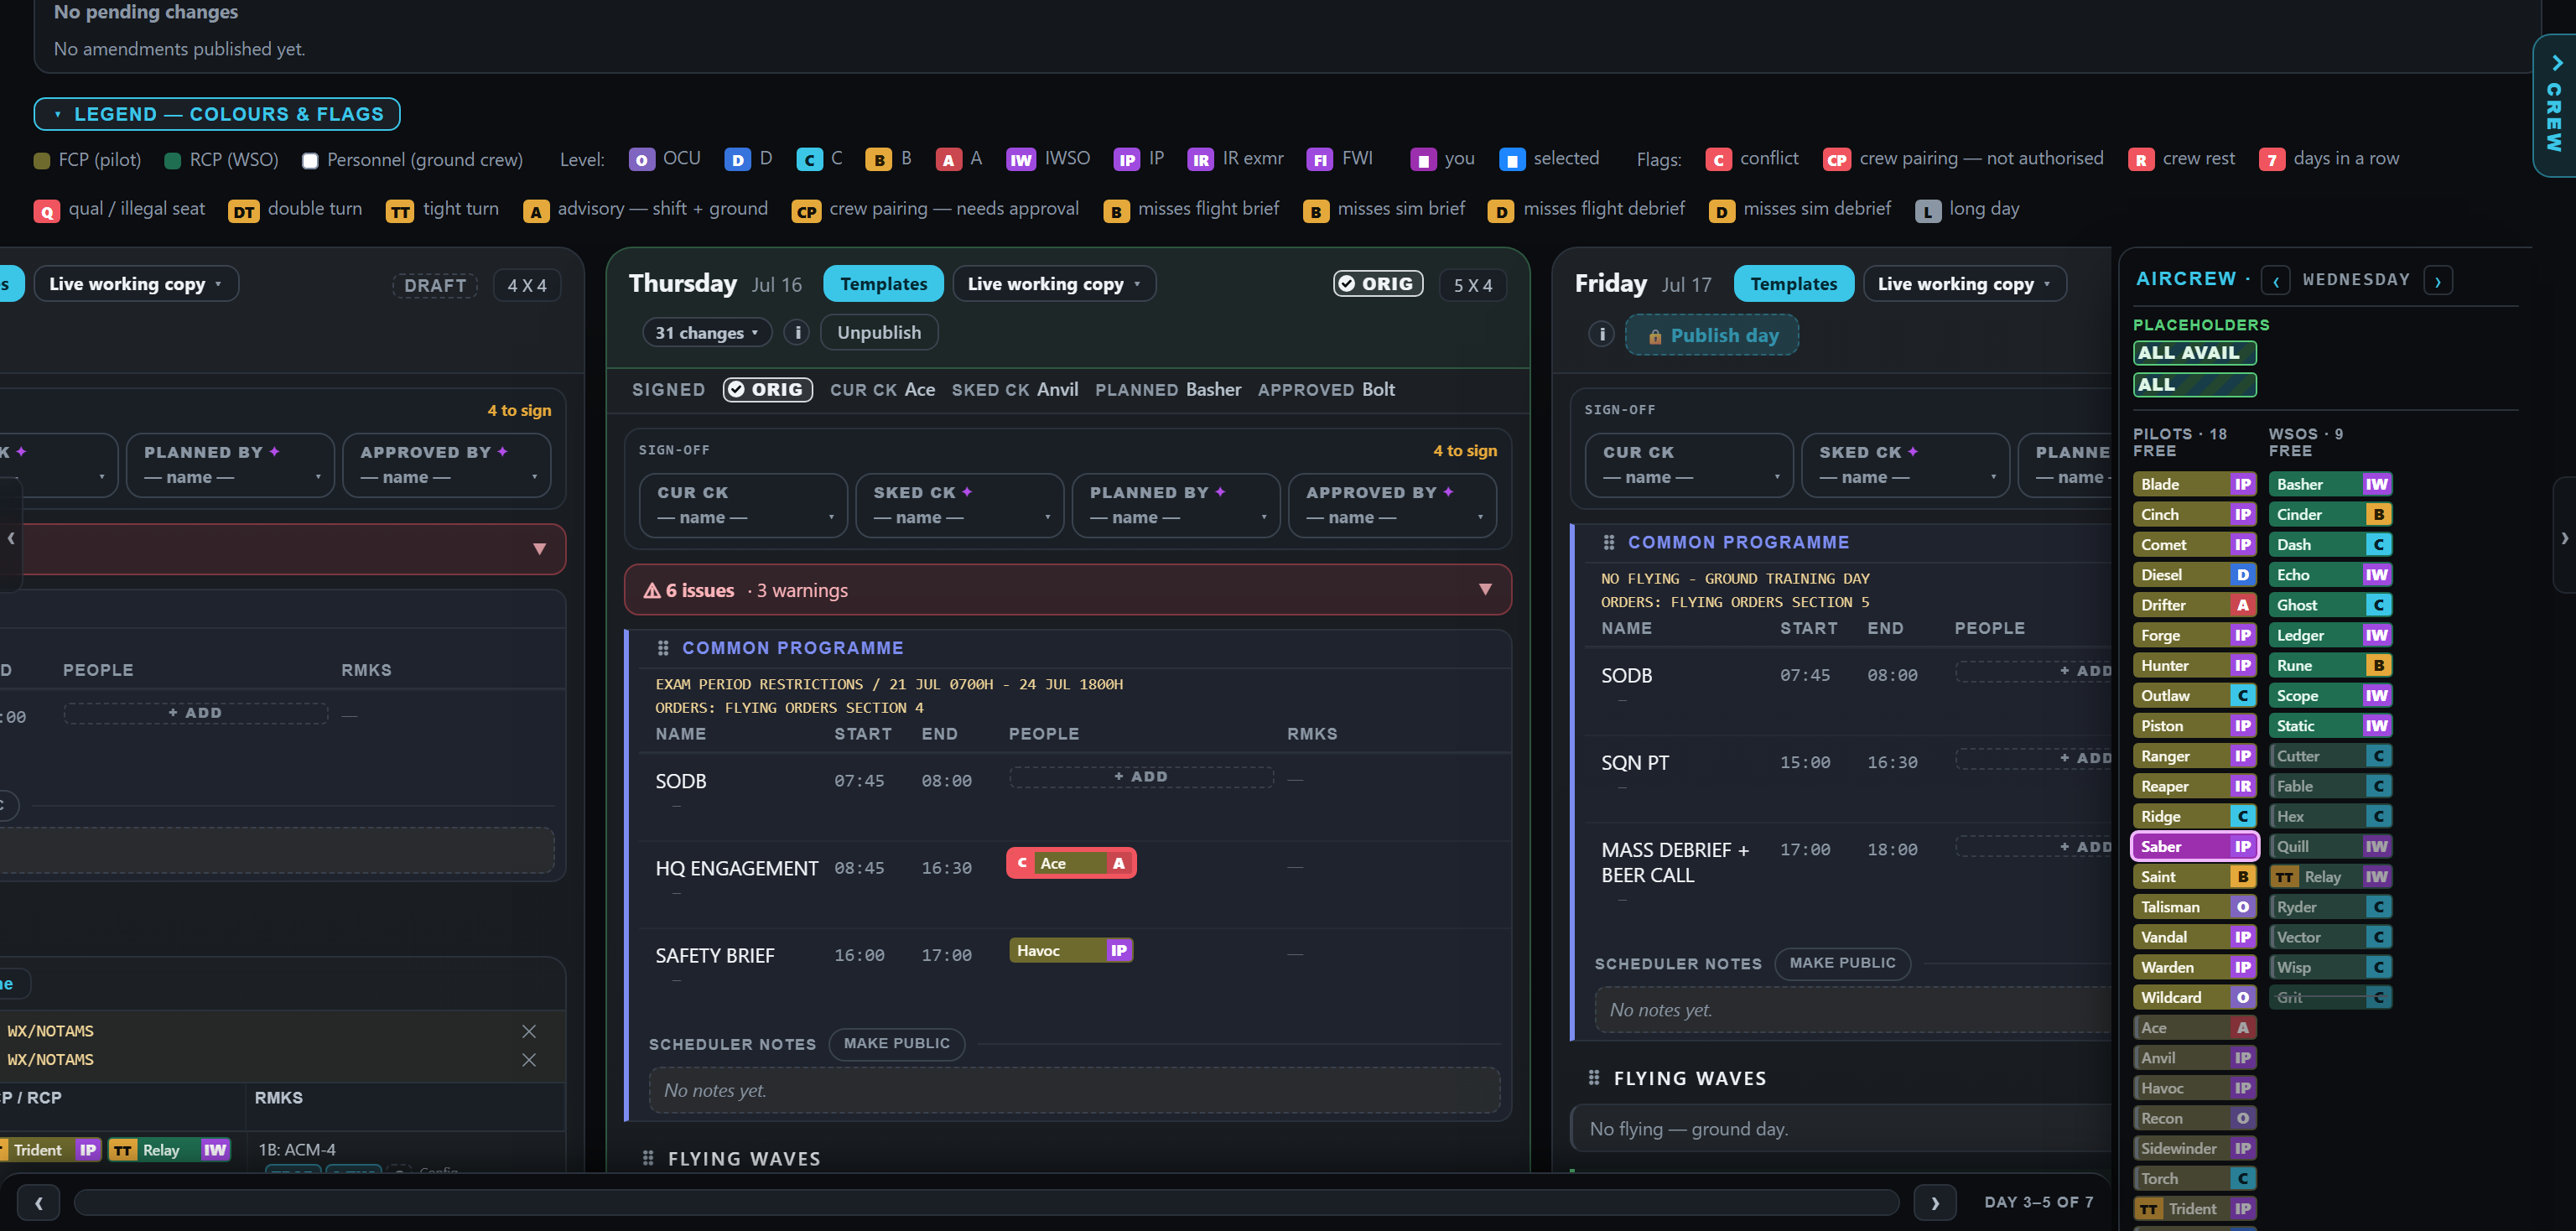 No pending changes
No amendments published yet.
CREW
LEGEND — COLOURS & FLAGS
FCP (pilot) RCP (WSO) Personnel (ground crew) Level: O OCU D D C C B B A A IW IWSO IP IP IR IR exmr FI FWI you selected Flags: C conflict CP crew pairing — not authorised R crew rest 7 days in a row
Q qual / illegal seat DT double turn TT tight turn A advisory — shift + ground CP crew pairing — needs approval B misses flight brief B misses sim brief D misses flight debrief D misses sim debrief L long day
Live working copy DRAFT 4 X 4
4 to sign
PLANNED BY — name —
APPROVED BY — name —
PEOPLE RMKS
:00 + ADD —
WX/NOTAMS
WX/NOTAMS
P / RCP RMKS
Trident IP TT Relay IW 1B: ACM-4
Thursday Jul 16 Templates Live working copy ORIG 5 X 4
31 changes i Unpublish
SIGNED ORIG CUR CK Ace SKED CK Anvil PLANNED Basher APPROVED Bolt
SIGN-OFF 4 to sign
CUR CK SKED CK PLANNED BY APPROVED BY
— name — — name — — name — — name —
6 issues · 3 warnings
COMMON PROGRAMME
EXAM PERIOD RESTRICTIONS / 21 JUL 0700H - 24 JUL 1800H
ORDERS: FLYING ORDERS SECTION 4
NAME START END PEOPLE RMKS
SODB 07:45 08:00 + ADD —
—
HQ ENGAGEMENT 08:45 16:30 C Ace A —
—
SAFETY BRIEF 16:00 17:00 Havoc IP —
—
SCHEDULER NOTES MAKE PUBLIC
No notes yet.
FLYING WAVES
Friday Jul 17 Templates Live working copy
i Publish day
SIGN-OFF
CUR CK SKED CK PLANNE
— name — — name — — name
COMMON PROGRAMME
NO FLYING - GROUND TRAINING DAY
ORDERS: FLYING ORDERS SECTION 5
NAME START END PEOPLE
SODB 07:45 08:00 + ADD
—
SQN PT 15:00 16:30 + ADD
—
MASS DEBRIEF + 17:00 18:00 + ADD
BEER CALL
—
SCHEDULER NOTES MAKE PUBLIC
No notes yet.
FLYING WAVES
No flying — ground day.
AIRCREW · WEDNESDAY
PLACEHOLDERS
ALL AVAIL
ALL
PILOTS · 18 FREE
WSOS · 9 FREE
Blade IP Basher IW
Cinch IP Cinder B
Comet IP Dash C
Diesel D Echo IW
Drifter A Ghost C
Forge IP Ledger IW
Hunter IP Rune B
Outlaw C Scope IW
Piston IP Static IW
Ranger IP Cutter C
Reaper IR Fable C
Ridge C Hex C
Saber IP Quill IW
Saint B TT Relay IW
Talisman O Ryder C
Vandal IP Vector C
Warden IP Wisp C
Wildcard O Grit C
Ace A
Anvil IP
Havoc IP
Recon O
Sidewinder IP
Torch C
TT Trident IP
DAY 3–5 OF 7